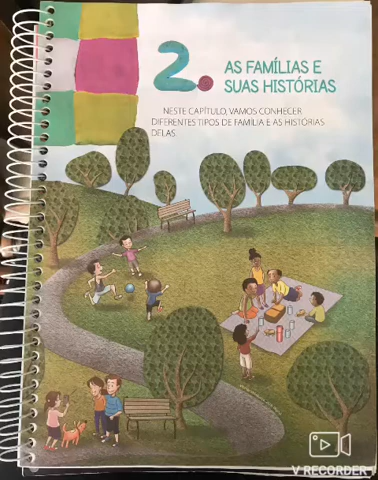 2.
AS FAMÍLIAS E
SUAS HISTÓRIAS
NESTE CAPÍTULO, VAMOS CONHECER
DIFERENTES TIPOS DE FAMÍLIA E AS HISTÓRIAS
DELAS.
V RECORDER